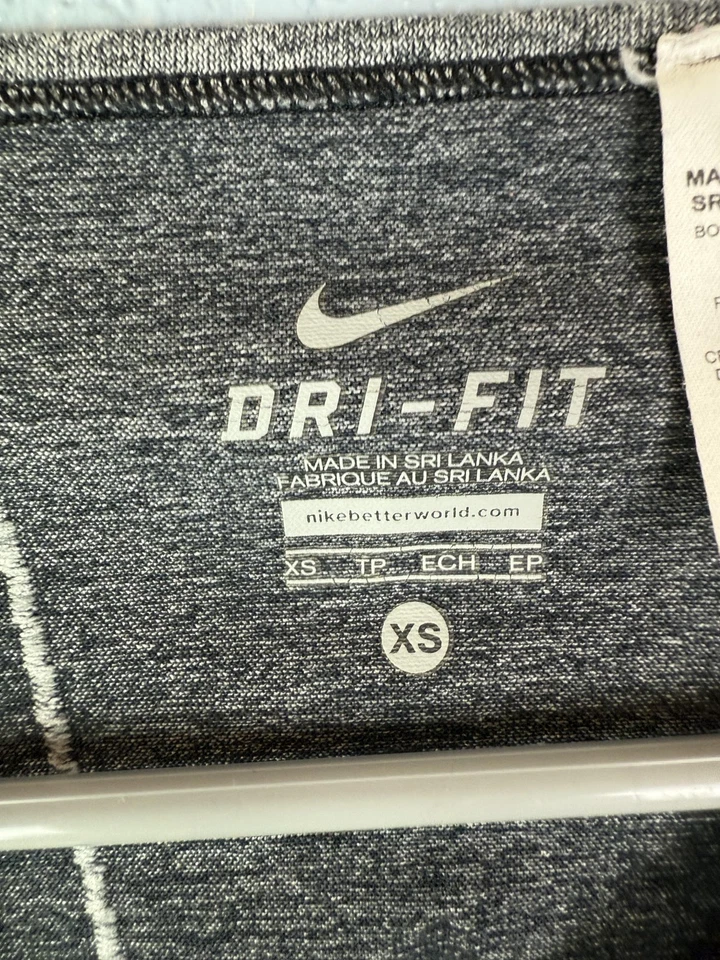 DRI-FIT
MADE IN SRI LANKA
FABRIQUE AU SRI LANKA
nikebetterworld.com
XS TP ECH EP
XS